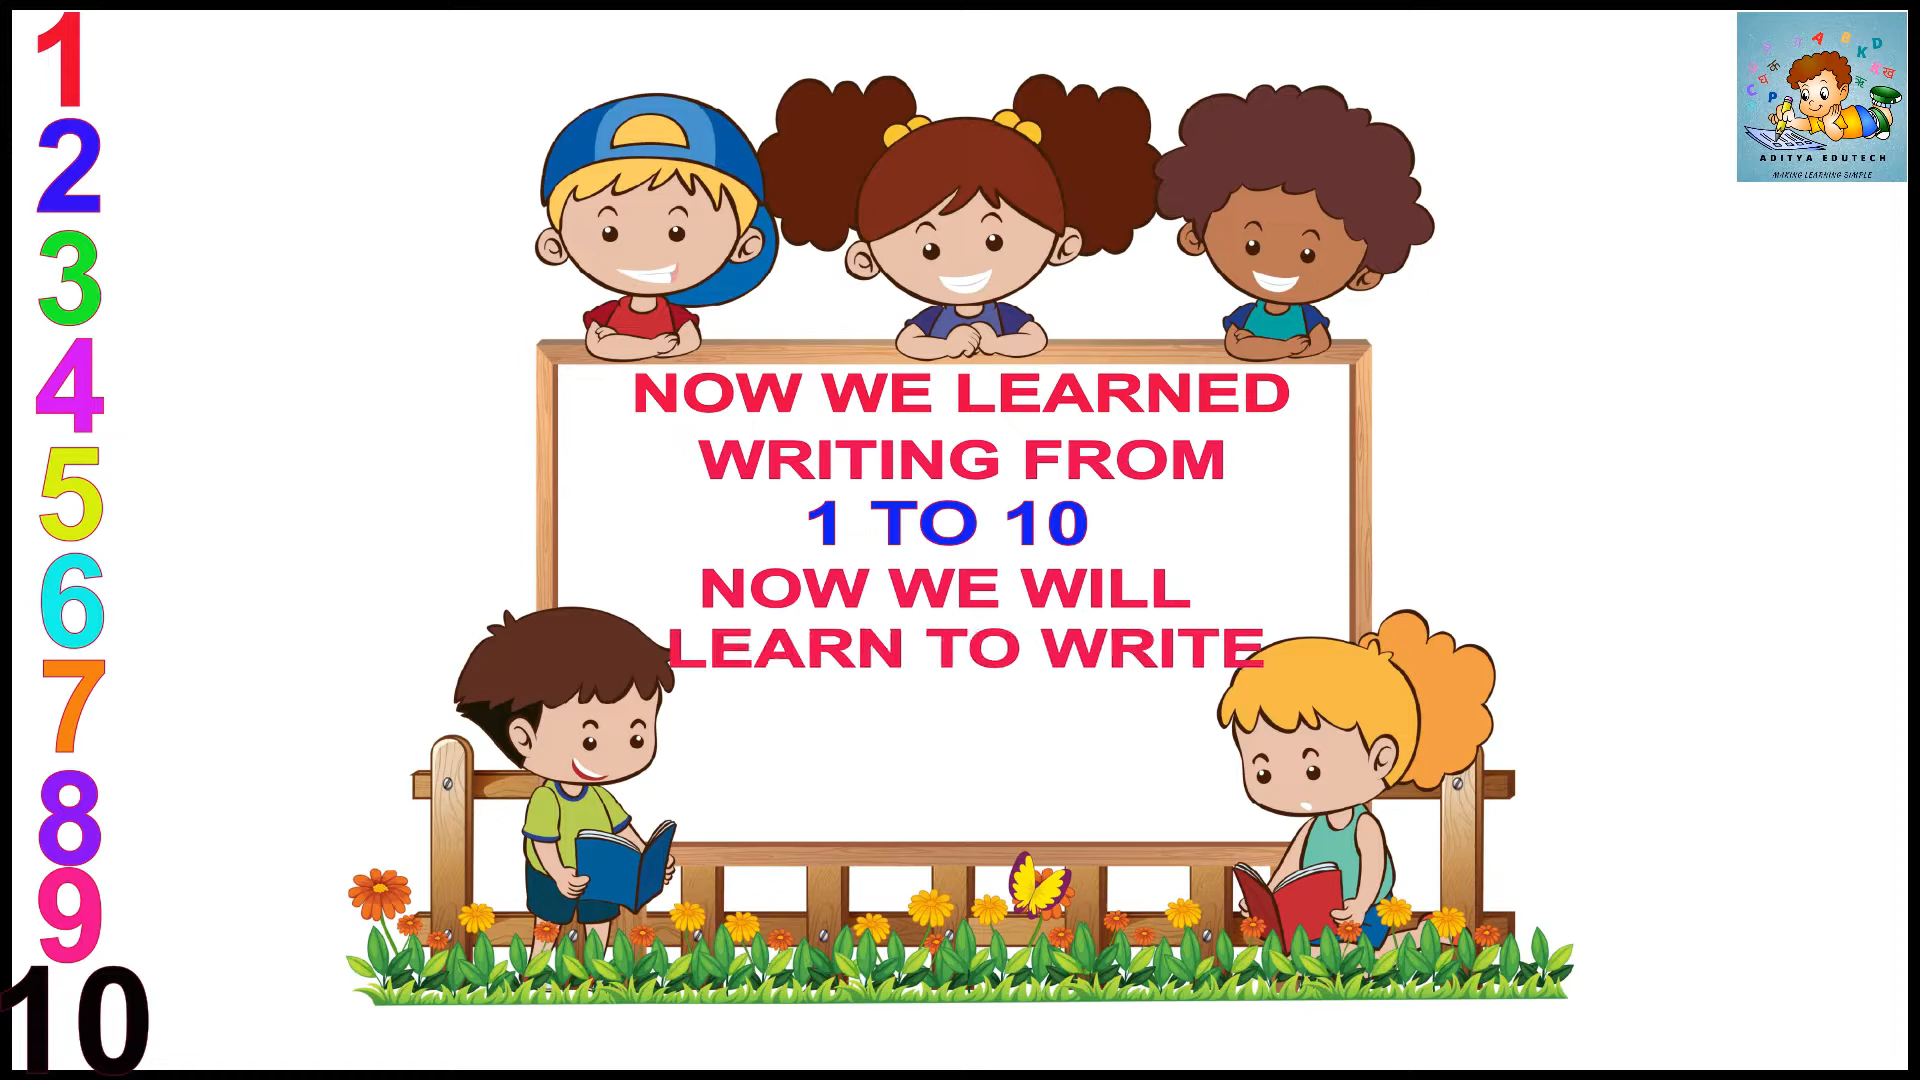 1
2
3
4
5
6
7
8
9
10
NOW WE LEARNED
WRITING FROM
1 TO 10
NOW WE WILL
LEARN TO WRITE
A B K D
C P
ADITYA EDUTECH
MAKING LEARNING SIMPLE